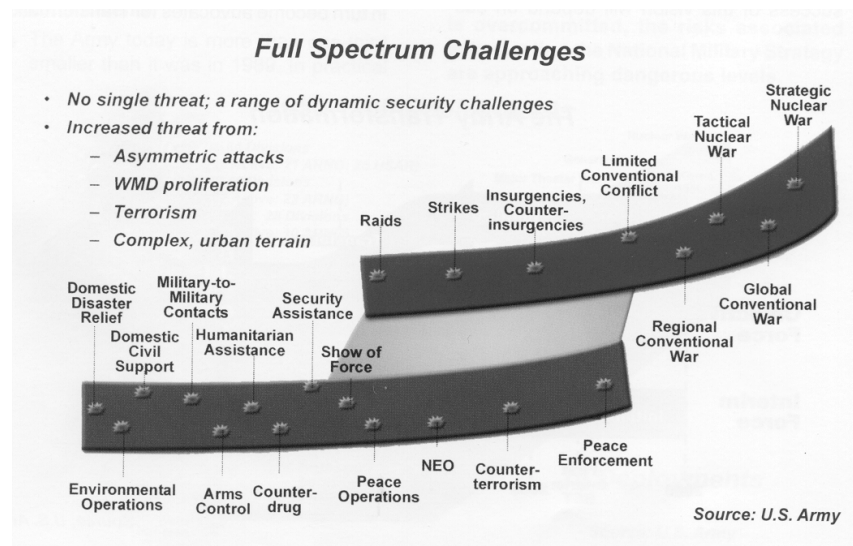 Full Spectrum Challenges
• No single threat; a range of dynamic security challenges
• Increased threat from:
– Asymmetric attacks
– WMD proliferation
– Terrorism
– Complex, urban terrain
Raids
Strikes
Insurgencies,
Counter-
insurgencies
Limited
Conventional
Conflict
Tactical
Nuclear
War
Strategic
Nuclear
War
Regional
Conventional
War
Global
Conventional
War
Domestic
Disaster
Relief
Domestic
Civil
Support
Military-to-
Military
Contacts
Humanitarian
Assistance
Security
Assistance
Show of
Force
Environmental
Operations
Arms
Control
Counter-
drug
Peace
Operations
NEO
Counter-
terrorism
Peace
Enforcement
Source: U.S. Army